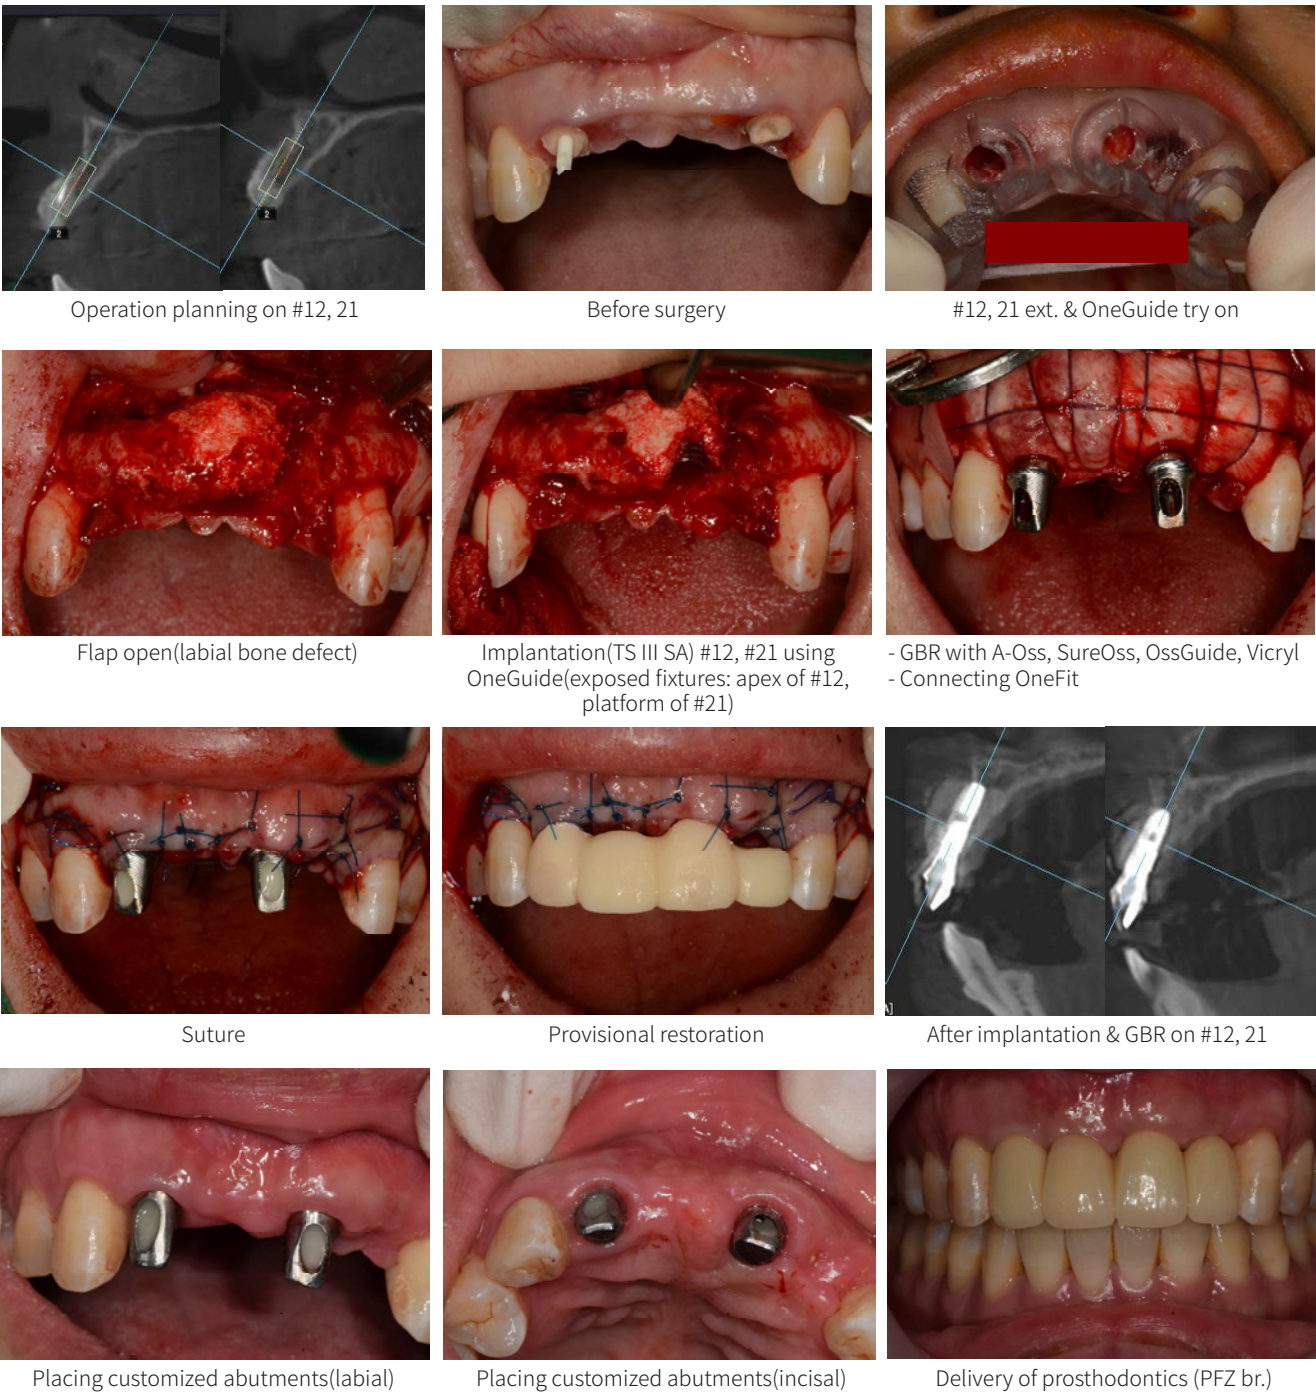 2
2
Operation planning on #12, 21
Before surgery
#12, 21 ext. & OneGuide try on
Flap open(labial bone defect)
Implantation(TS III SA) #12, #21 using
OneGuide(exposed fixtures: apex of #12,
platform of #21)
- GBR with A-Oss, SureOss, OssGuide, Vicryl
- Connecting OneFit
Suture
Provisional restoration
A]
After implantation & GBR on #12, 21
Placing customized abutments(labial)
Placing customized abutments(incisal)
Delivery of prosthodontics (PFZ br.)